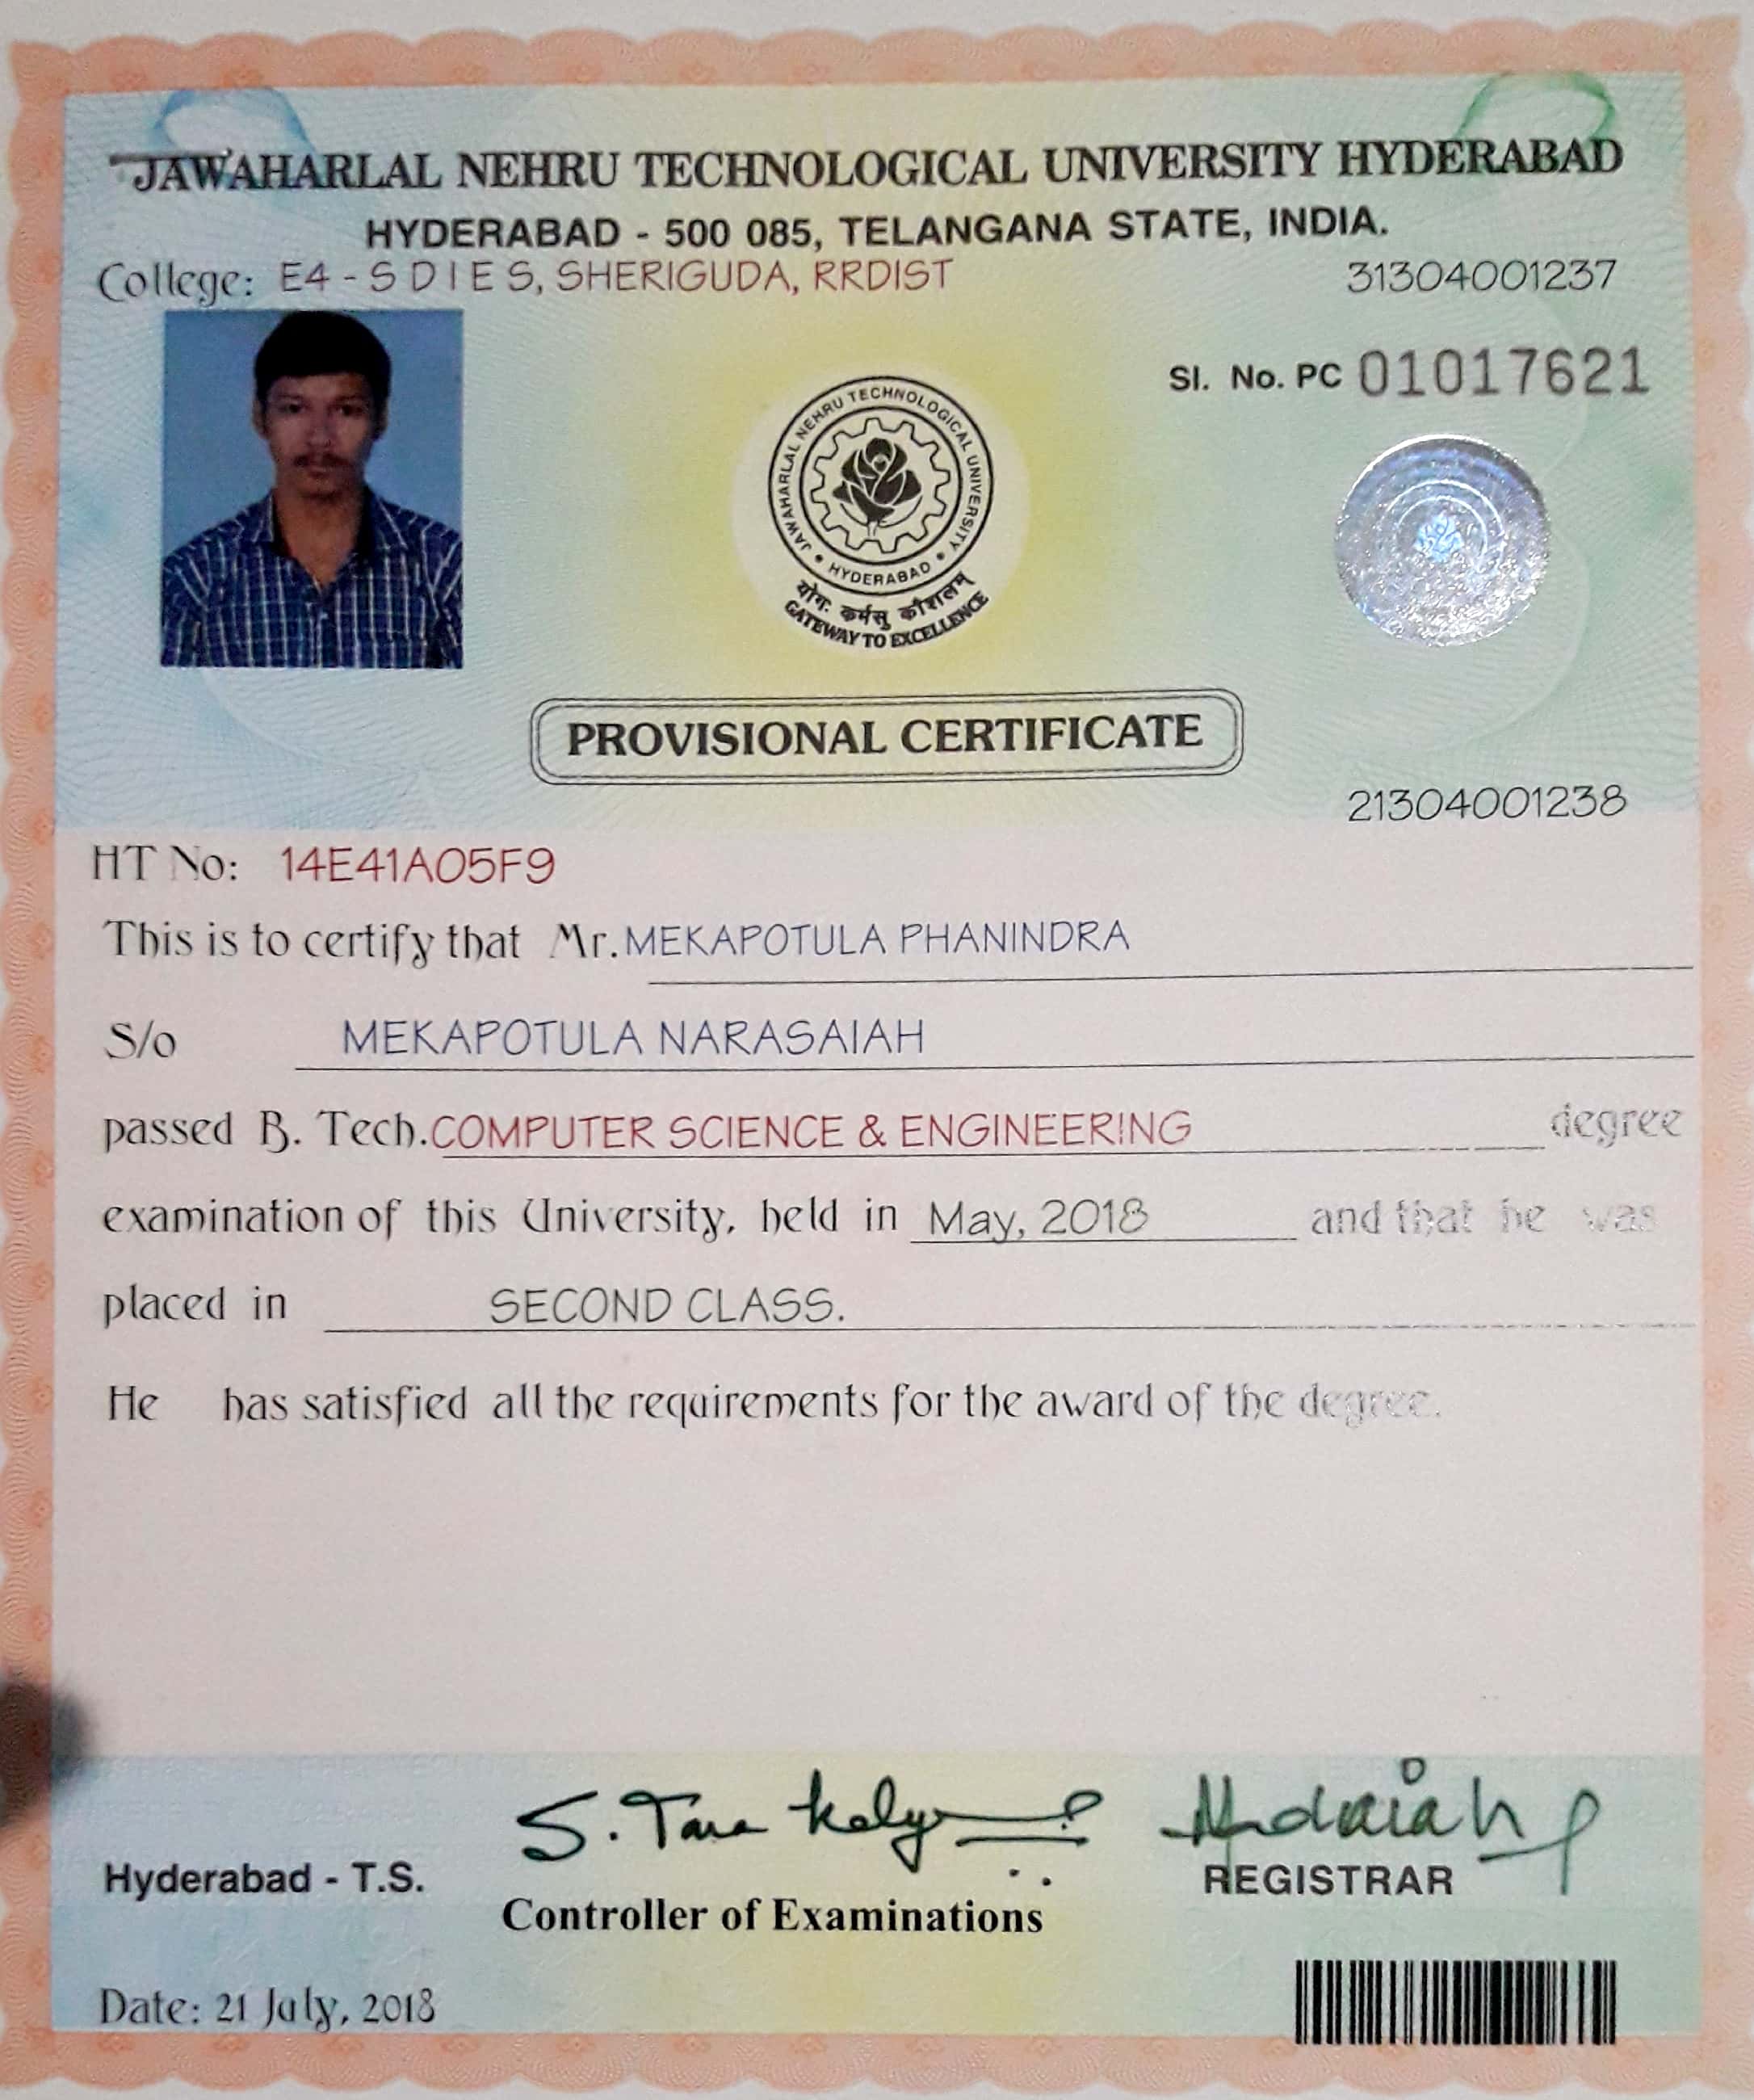 JAWAHARLAL NEHRU TECHNOLOGICAL UNIVERSITY HYDERABAD
HYDERABAD - 500 085, TELANGANA STATE, INDIA.
College: E4 - S D I E S, SHERIGUDA, RRDIST 31304001237
Sl. No. PC 01017621
JAWAHARLAL NEHRU TECHNOLOGICAL UNIVERSITY
• HYDERABAD •
योगः कर्मसु कौशलम्
GATEWAY TO EXCELLENCE
PROVISIONAL CERTIFICATE
21304001238
HT No: 14E41A05F9
This is to certify that Mr. MEKAPOTULA PHANINDRA
S/o MEKAPOTULA NARASAIAH
passed B. Tech. COMPUTER SCIENCE & ENGINEERING degree
examination of this University, held in May, 2018 and that he was
placed in SECOND CLASS.
He has satisfied all the requirements for the award of the degree.
S. Tara
Hyderabad - T.S. Controller of Examinations REGISTRAR
Date: 21 July, 2018